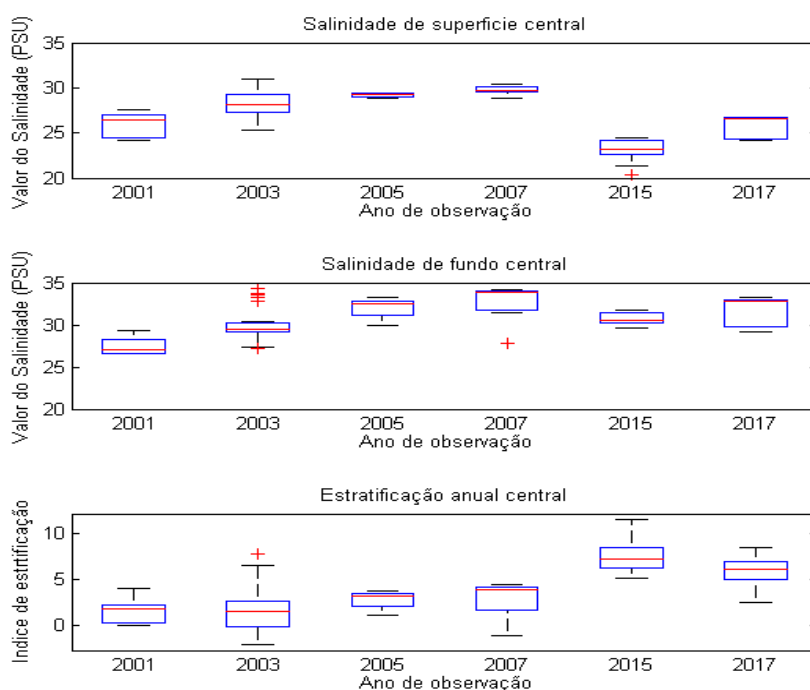 Salinidade de superficie central
Valor do Salinidade (PSU)
35
30
25
20
2001 2003 2005 2007 2015 2017
Ano de observação
Salinidade de fundo central
Valor do Salinidade (PSU)
35
30
25
20
2001 2003 2005 2007 2015 2017
Ano de observação
Estratificação anual central
Indice de estrtificação
10
5
0
2001 2003 2005 2007 2015 2017
Ano de observação